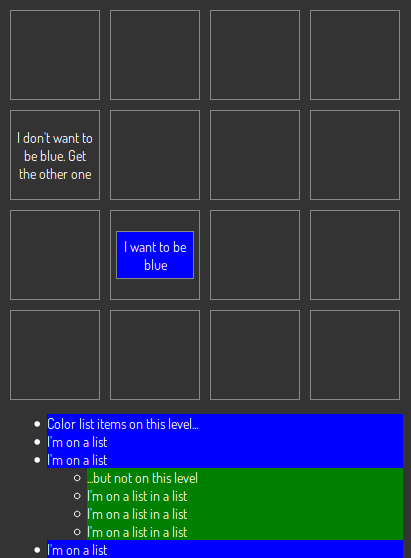 I don't want to
be blue. Get
the other one
I want to be
blue
Color list items on this level...
I'm on a list
I'm on a list
...but not on this level
I'm on a list in a list
I'm on a list in a list
I'm on a list in a list
I'm on a list